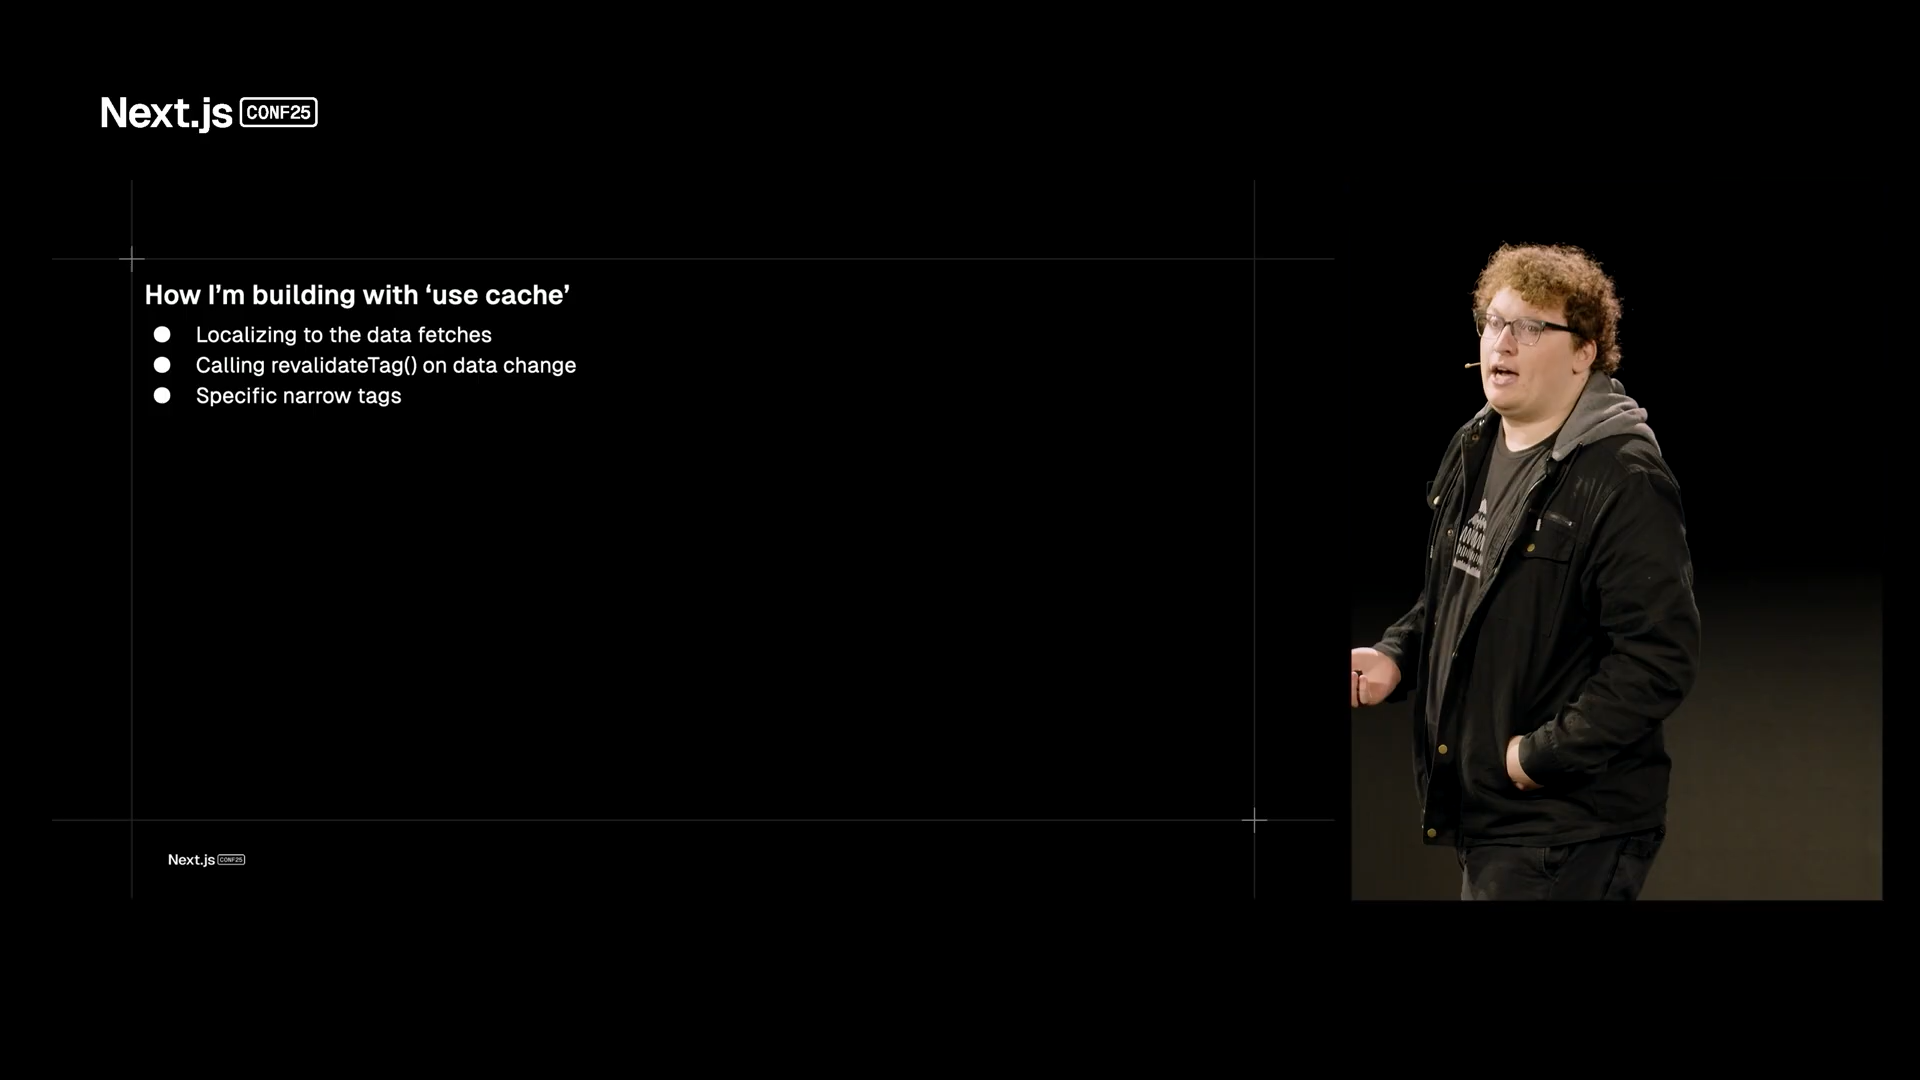 Next.js CONF25
How I’m building with ‘use cache’
● Localizing to the data fetches
● Calling revalidateTag() on data change
● Specific narrow tags
Next.js CONF25